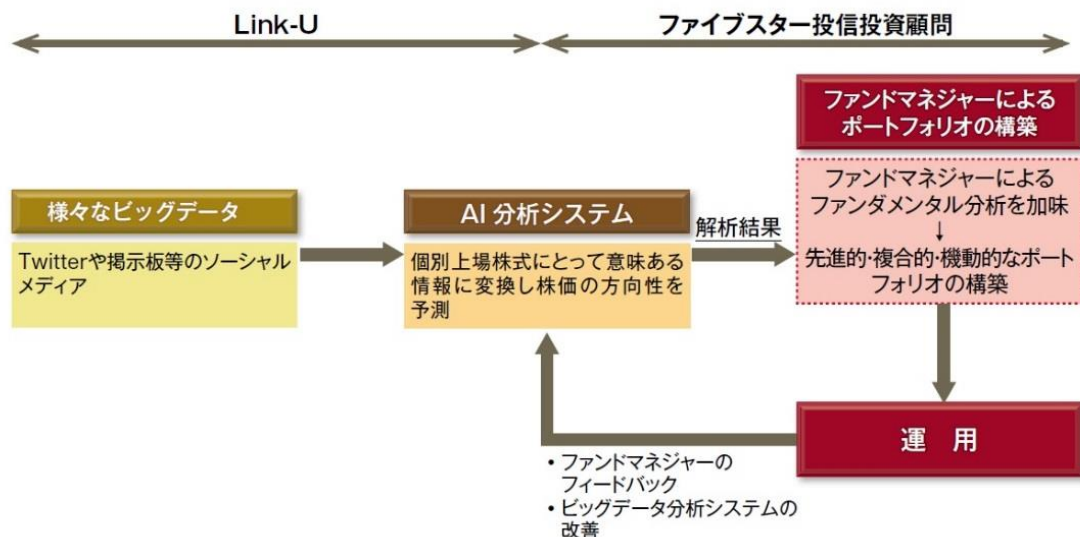 Link-U
ファイブスター投信投資顧問
ファンドマネジャーによる
ポートフォリオの構築
様々なビッグデータ
Twitterや掲示板等のソーシャル
メディア
AI 分析システム
個別上場株式にとって意味ある
情報に変換し株価の方向性を
予測
解析結果
ファンドマネジャーによる
ファンダメンタル分析を加味
↓
先進的・複合的・機動的なポート
フォリオの構築
運　用
・ファンドマネジャーの
フィードバック
・ビッグデータ分析システムの
改善